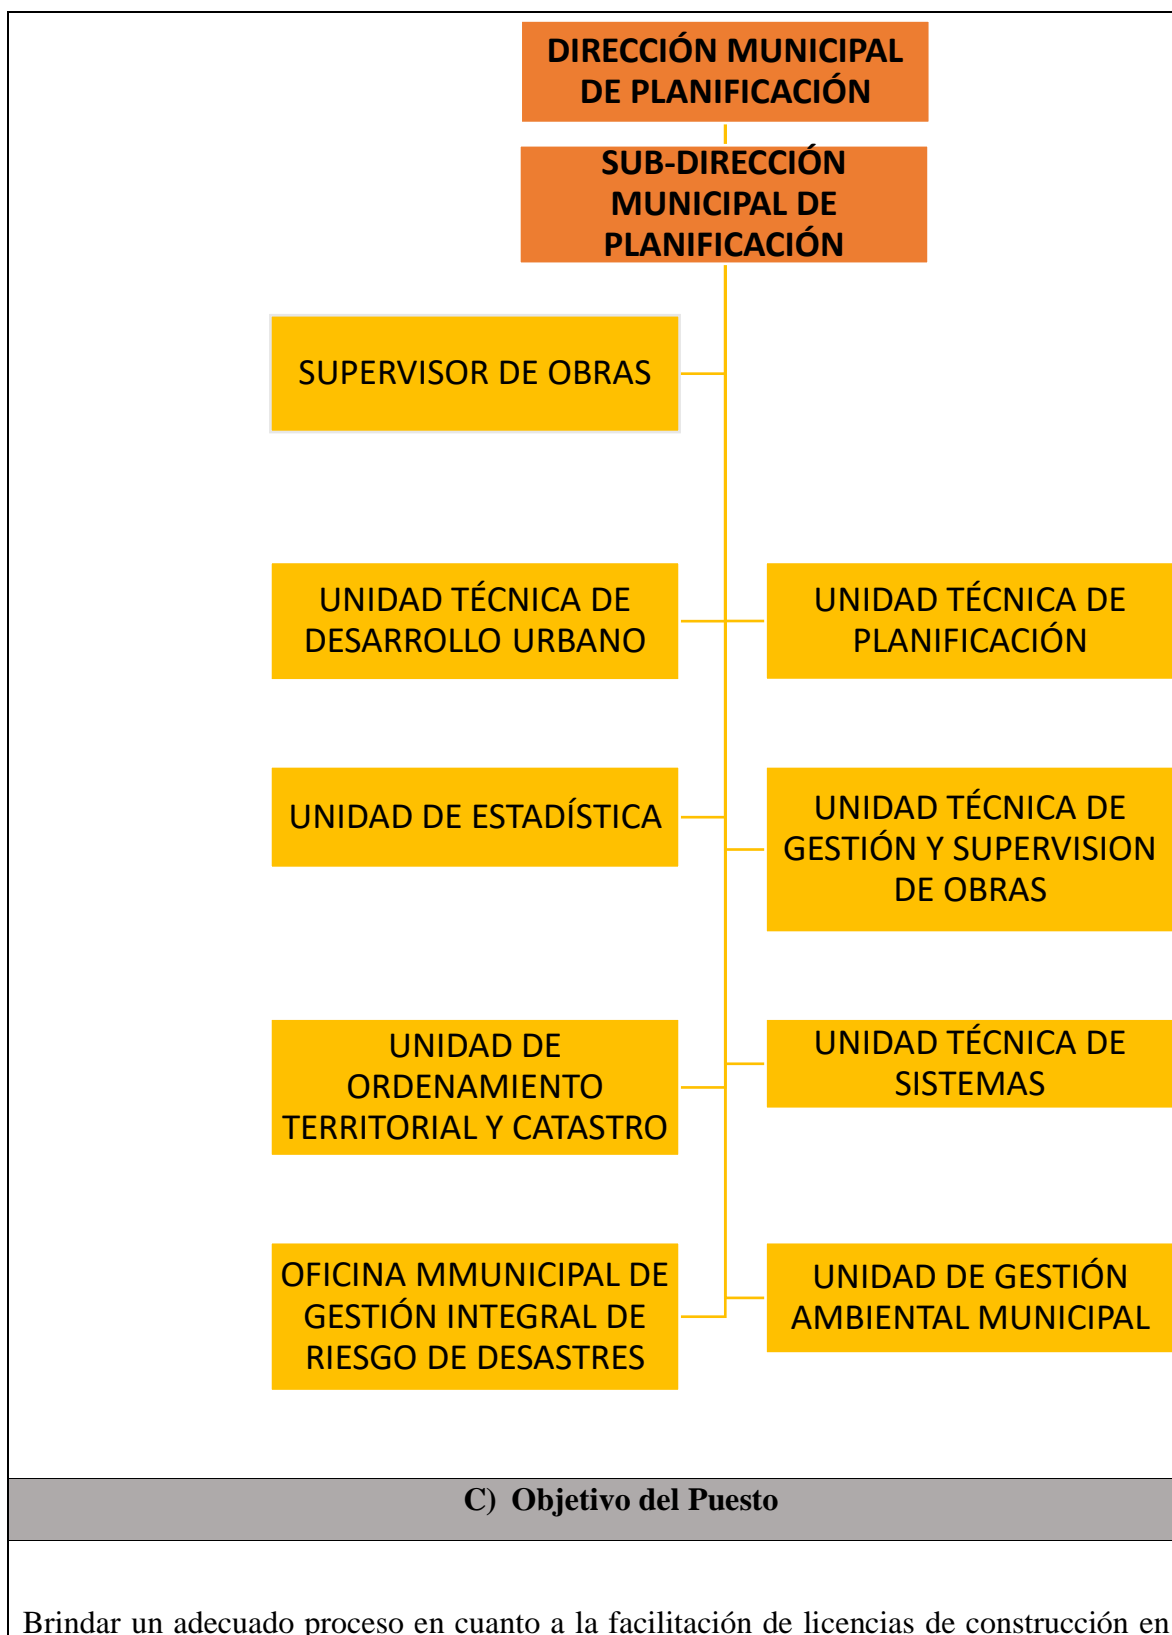 DIRECCIÓN MUNICIPAL
DE PLANIFICACIÓN
SUB-DIRECCIÓN
MUNICIPAL DE
PLANIFICACIÓN
SUPERVISOR DE OBRAS
UNIDAD TÉCNICA DE
DESARROLLO URBANO
UNIDAD TÉCNICA DE
PLANIFICACIÓN
UNIDAD DE ESTADÍSTICA
UNIDAD TÉCNICA DE
GESTIÓN Y SUPERVISION
DE OBRAS
UNIDAD DE
ORDENAMIENTO
TERRITORIAL Y CATASTRO
UNIDAD TÉCNICA DE
SISTEMAS
OFICINA MMUNICIPAL DE
GESTIÓN INTEGRAL DE
RIESGO DE DESASTRES
UNIDAD DE GESTIÓN
AMBIENTAL MUNICIPAL
C) Objetivo del Puesto
Brindar un adecuado proceso en cuanto a la facilitación de licencias de construcción en